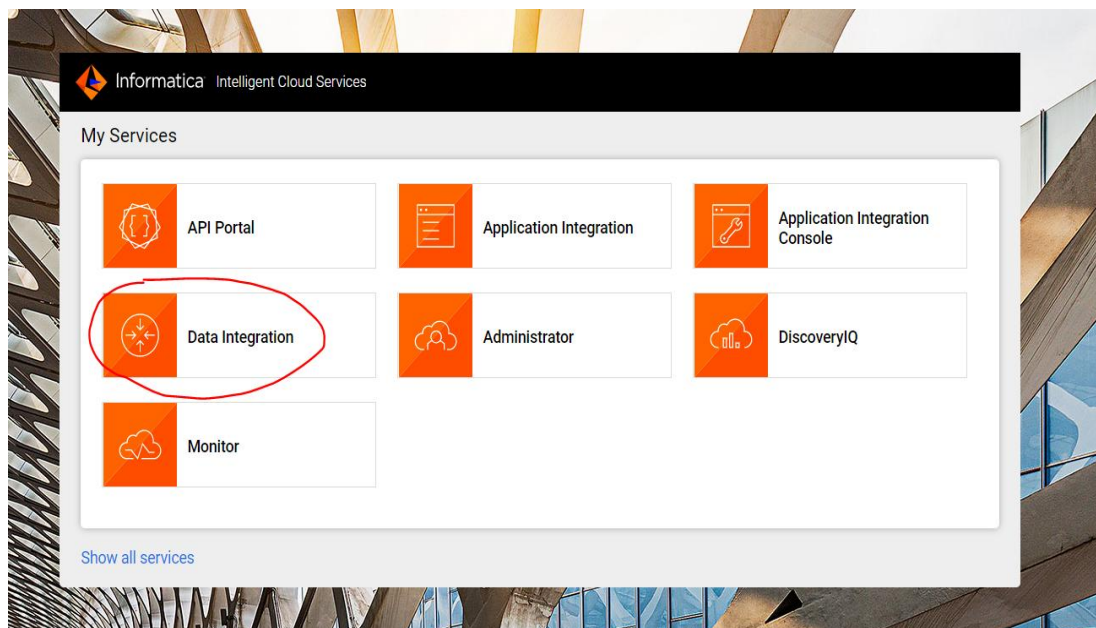 Informatica Intelligent Cloud Services
My Services
API Portal
Application Integration
Application Integration
Console
Data Integration
Administrator
DiscoveryIQ
Monitor
Show all services